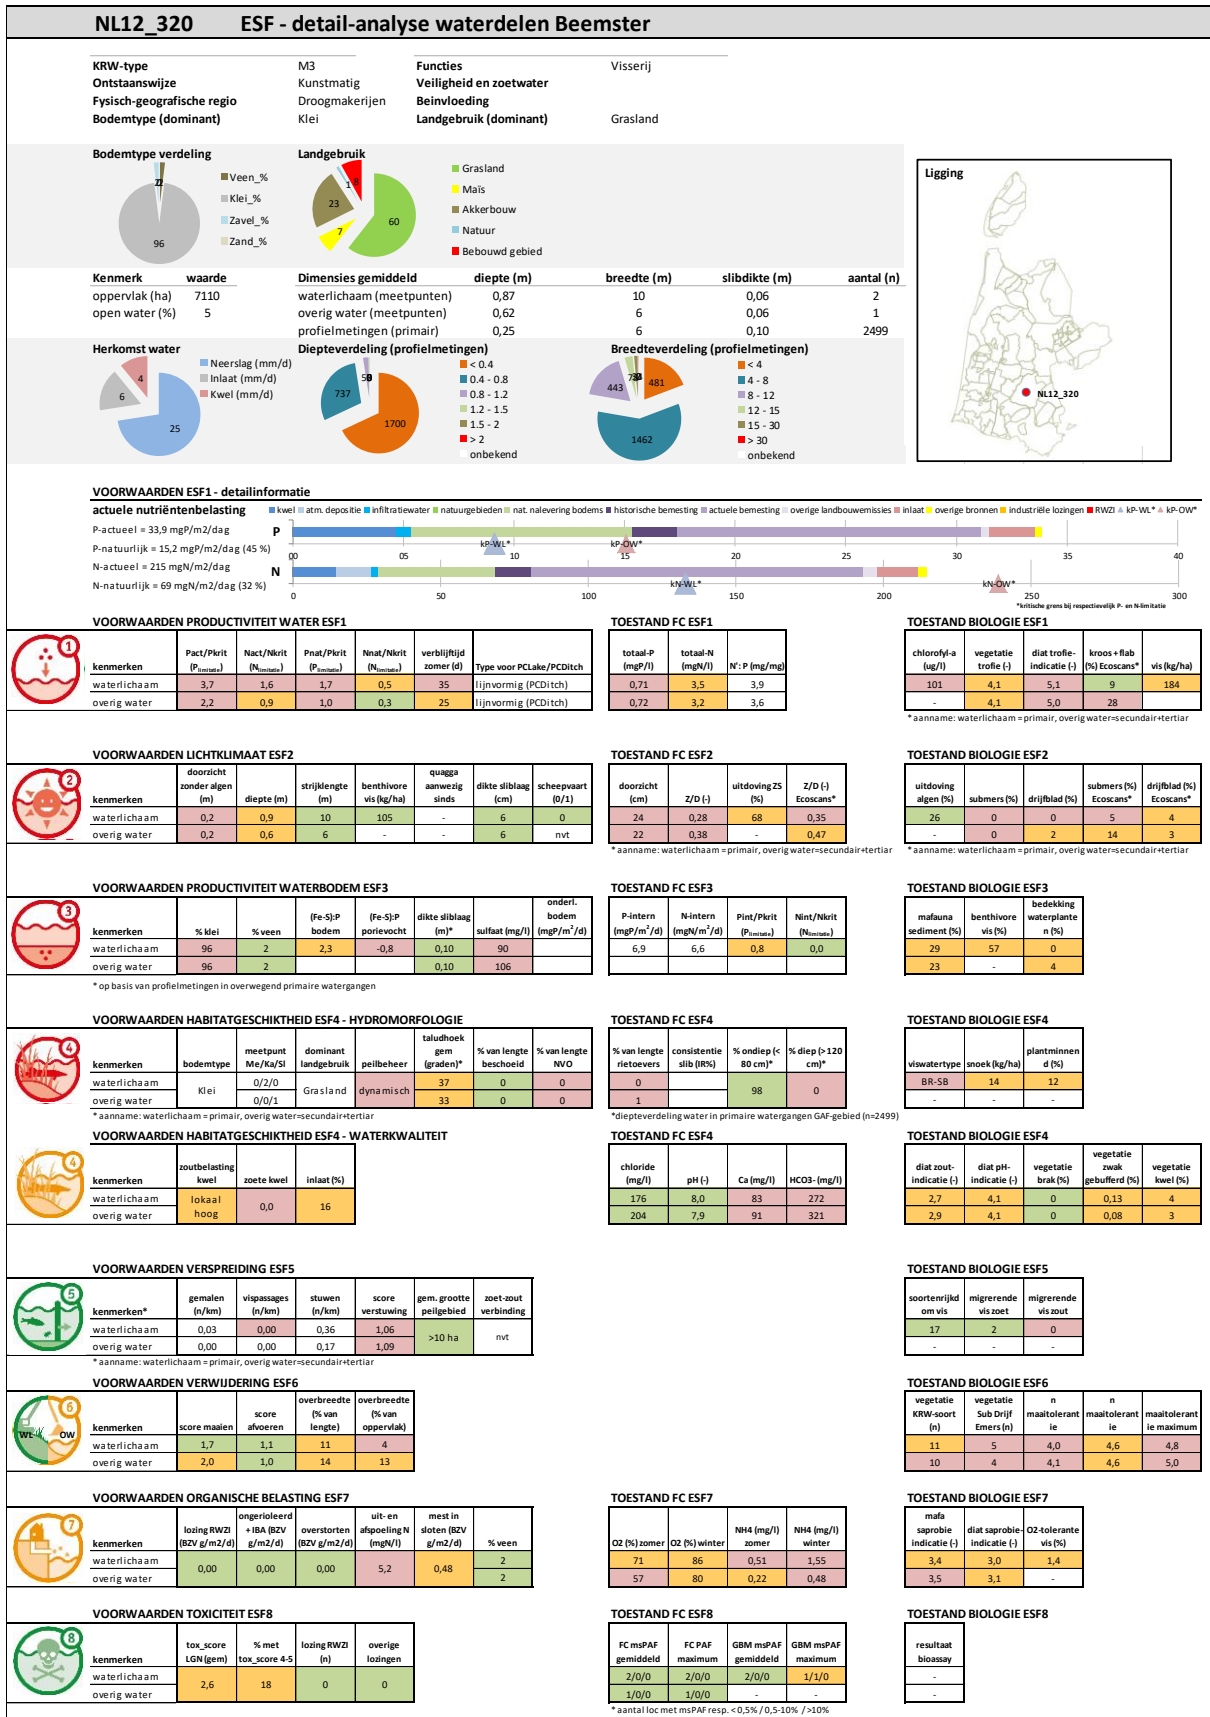 NL12_320 ESF - detail-analyse waterdelen Beemster
KRW-type M3 Functies Visserij
Ontstaanswijze Kunstmatig Veiligheid en zoetwater
Fysisch-geografische regio Droogmakerijen Beinvloeding
Bodemtype (dominant) Klei Landgebruik (dominant) Grasland
Bodemtype verdeling
96
Veen_%
Klei_%
Zavel_%
Zand_%
Landgebruik
60
7
23
1
8
Grasland
Maïs
Akkerbouw
Natuur
Bebouwd gebied
Ligging
NL12_320
Kenmerk waarde
oppervlak (ha) 7110
open water (%) 5
Dimensies gemiddeld diepte (m) breedte (m) slibdikte (m) aantal (n)
waterlichaam (meetpunten) 0,87 10 0,06 2
overig water (meetpunten) 0,62 6 0,06 1
profielmetingen (primair) 0,25 6 0,10 2499
Herkomst water
4
6
25
Neerslag (mm/d)
Inlaat (mm/d)
Kwel (mm/d)
Diepteverdeling (profielmetingen)
737
1700
< 0.4
0.4 - 0.8
0.8 - 1.2
1.2 - 1.5
1.5 - 2
> 2
onbekend
Breedteverdeling (profielmetingen)
443
481
1462
< 4
4 - 8
8 - 12
12 - 15
15 - 30
> 30
onbekend
VOORWAARDEN ESF1 - detailinformatie
actuele nutriëntenbelasting kwel atm. depositie infiltratiewater natuurgebieden nat. nalevering bodems historische bemesting actuele bemesting overige landbouwemissies inlaat overige bronnen industriële lozingen RWZI kP-WL* kP-OW*
P-actueel = 33,9 mgP/m2/dag P
P-natuurlijk = 15,2 mgP/m2/dag (45 %) kP-WL* kP-OW*
00 05 10 15 20 25 30 35 40
N-actueel = 215 mgN/m2/dag N
N-natuurlijk = 69 mgN/m2/dag (32 %) kN-WL* kN-OW*
0 50 100 150 200 250 300
*kritische grens bij respectievelijk P- en N-limitatie
VOORWAARDEN PRODUCTIVITEIT WATER ESF1 TOESTAND FC ESF1 TOESTAND BIOLOGIE ESF1
1
kenmerken Pact/Pkrit (Plimitatie) Nact/Nkrit (Nlimitatie) Pnat/Pkrit (Plimitatie) Nnat/Nkrit (Nlimitatie) verblijftijd zomer (d) Type voor PCLake/PCDitch totaal-P (mgP/l) totaal-N (mgN/l) N': P (mg/mg) chlorofyl-a (ug/l) vegetatie trofie (-) diat trofie-indicatie (-) kroos + flab (%) Ecoscans* vis (kg/ha)
waterlichaam 3,7 1,6 1,7 0,5 35 lijnvormig (PCDitch) 0,71 3,5 3,9 101 4,1 5,1 9 184
overig water 2,2 0,9 1,0 0,3 25 lijnvormig (PCDitch) 0,72 3,2 3,6 - 4,1 5,0 28
* aanname: waterlichaam = primair, overig water=secundair+tertiar
VOORWAARDEN LICHTKLIMAAT ESF2 TOESTAND FC ESF2 TOESTAND BIOLOGIE ESF2
2
kenmerken doorzicht zonder algen (m) diepte (m) strijklengte (m) benthivore vis (kg/ha) quagga aanwezig sinds dikte sliblaag (cm) scheepvaart (0/1) doorzicht (cm) Z/D (-) uitdoving ZS (%) Z/D (-) Ecoscans* uitdoving algen (%) submers (%) drijfblad (%) submers (%) Ecoscans* drijfblad (%) Ecoscans*
waterlichaam 0,2 0,9 10 105 - 6 0 24 0,28 68 0,35 26 0 0 5 4
overig water 0,2 0,6 6 - - 6 nvt 22 0,38 - 0,47 - 0 2 14 3
* aanname: waterlichaam = primair, overig water=secundair+tertiar * aanname: waterlichaam = primair, overig water=secundair+tertiar
VOORWAARDEN PRODUCTIVITEIT WATERBODEM ESF3 TOESTAND FC ESF3 TOESTAND BIOLOGIE ESF3
3
kenmerken % klei % veen (Fe-S):P bodem (Fe-S):P porievocht dikte sliblaag (m)* sulfaat (mg/l) onderl. bodem (mgP/m²/d) P-intern (mgP/m²/d) N-intern (mgN/m²/d) Pint/Pkrit (Plimitatie) Nint/Nkrit (Nlimitatie) mafauna sediment (%) benthivore vis (%) bedekking waterplante n (%)
waterlichaam 96 2 2,3 -0,8 0,10 90 6,9 6,6 0,8 0,0 29 57 0
overig water 96 2 0,10 106 23 - 4
* op basis van profielmetingen in overwegend primaire watergangen
VOORWAARDEN HABITATGESCHIKTHEID ESF4 - HYDROMORFOLOGIE TOESTAND FC ESF4 TOESTAND BIOLOGIE ESF4
4
kenmerken bodemtype meetpunt Me/Ka/Sl dominant landgebruik peilbeheer taludhoek gem (graden)* % van lengte beschoeid % van lengte NVO % van lengte rietoevers consistentie slib (IR%) % ondiep (< 80 cm)* % diep (> 120 cm)* viswatertype snoek (kg/ha) plantminnen d (%)
waterlichaam Klei 0/2/0 Grasland dynamisch 37 0 0 0 98 0 BR-SB 14 12
overig water 0/0/1 33 0 0 1 - - -
* aanname: waterlichaam = primair, overig water=secundair+tertiar *diepteverdeling water in primaire watergangen GAF-gebied (n=2499)
VOORWAARDEN HABITATGESCHIKTHEID ESF4 - WATERKWALITEIT TOESTAND FC ESF4 TOESTAND BIOLOGIE ESF4
4
kenmerken zoutbelasting kwel zoete kwel inlaat (%) chloride (mg/l) pH (-) Ca (mg/l) HCO3- (mg/l) diat zout-indicatie (-) diat pH-indicatie (-) vegetatie brak (%) vegetatie zwak gebufferd (%) vegetatie kwel (%)
waterlichaam lokaal hoog 0,0 16 176 8,0 83 272 2,7 4,1 0 0,13 4
overig water 204 7,9 91 321 2,9 4,1 0 0,08 3
VOORWAARDEN VERSPREIDING ESF5 TOESTAND BIOLOGIE ESF5
5
kenmerken* gemalen (n/km) vispassages (n/km) stuwen (n/km) score verstuwing gem. grootte peilgebied zoet-zout verbinding soortenrijkd om vis migrerende vis zoet migrerende vis zout
waterlichaam 0,03 0,00 0,36 1,06 >10 ha nvt 17 2 0
overig water 0,00 0,00 0,17 1,09 - - -
* aanname: waterlichaam = primair, overig water=secundair+tertiar
VOORWAARDEN VERWIJDERING ESF6 TOESTAND BIOLOGIE ESF6
6 WL OW
kenmerken score maaien score afvoeren overbreedte (% van lengte) overbreedte (% van oppervlak) vegetatie KRW-soort (n) vegetatie Sub Drijf Emers (n) n maaitolerant ie n maaitolerant ie maaitolerant ie maximum
waterlichaam 1,7 1,1 11 4 11 5 4,0 4,6 4,8
overig water 2,0 1,0 14 13 10 4 4,1 4,6 5,0
VOORWAARDEN ORGANISCHE BELASTING ESF7 TOESTAND FC ESF7 TOESTAND BIOLOGIE ESF7
7
kenmerken lozing RWZI (BZV g/m2/d) ongerioleerd + IBA (BZV g/m2/d) overstorten (BZV g/m2/d) uit- en afspoeling N (mgN/l) mest in sloten (BZV g/m2/d) % veen O2 (%) zomer O2 (%) winter NH4 (mg/l) zomer NH4 (mg/l) winter mafa saprobie indicatie (-) diat saprobie-indicatie (-) O2-tolerante vis (%)
waterlichaam 0,00 0,00 0,00 5,2 0,48 2 71 86 0,51 1,55 3,4 3,0 1,4
overig water 2 57 80 0,22 0,48 3,5 3,1 -
VOORWAARDEN TOXICITEIT ESF8 TOESTAND FC ESF8 TOESTAND BIOLOGIE ESF8
8
kenmerken tox_score LGN (gem) % met tox_score 4-5 lozing RWZI (n) overige lozingen FC msPAF gemiddeld FC PAF maximum GBM msPAF gemiddeld GBM msPAF maximum resultaat bioassay
waterlichaam 2,6 18 0 0 2/0/0 2/0/0 2/0/0 1/1/0 -
overig water 1/0/0 1/0/0 - - -
* aantal loc met msPAF resp. < 0,5% / 0,5-10% / >10%